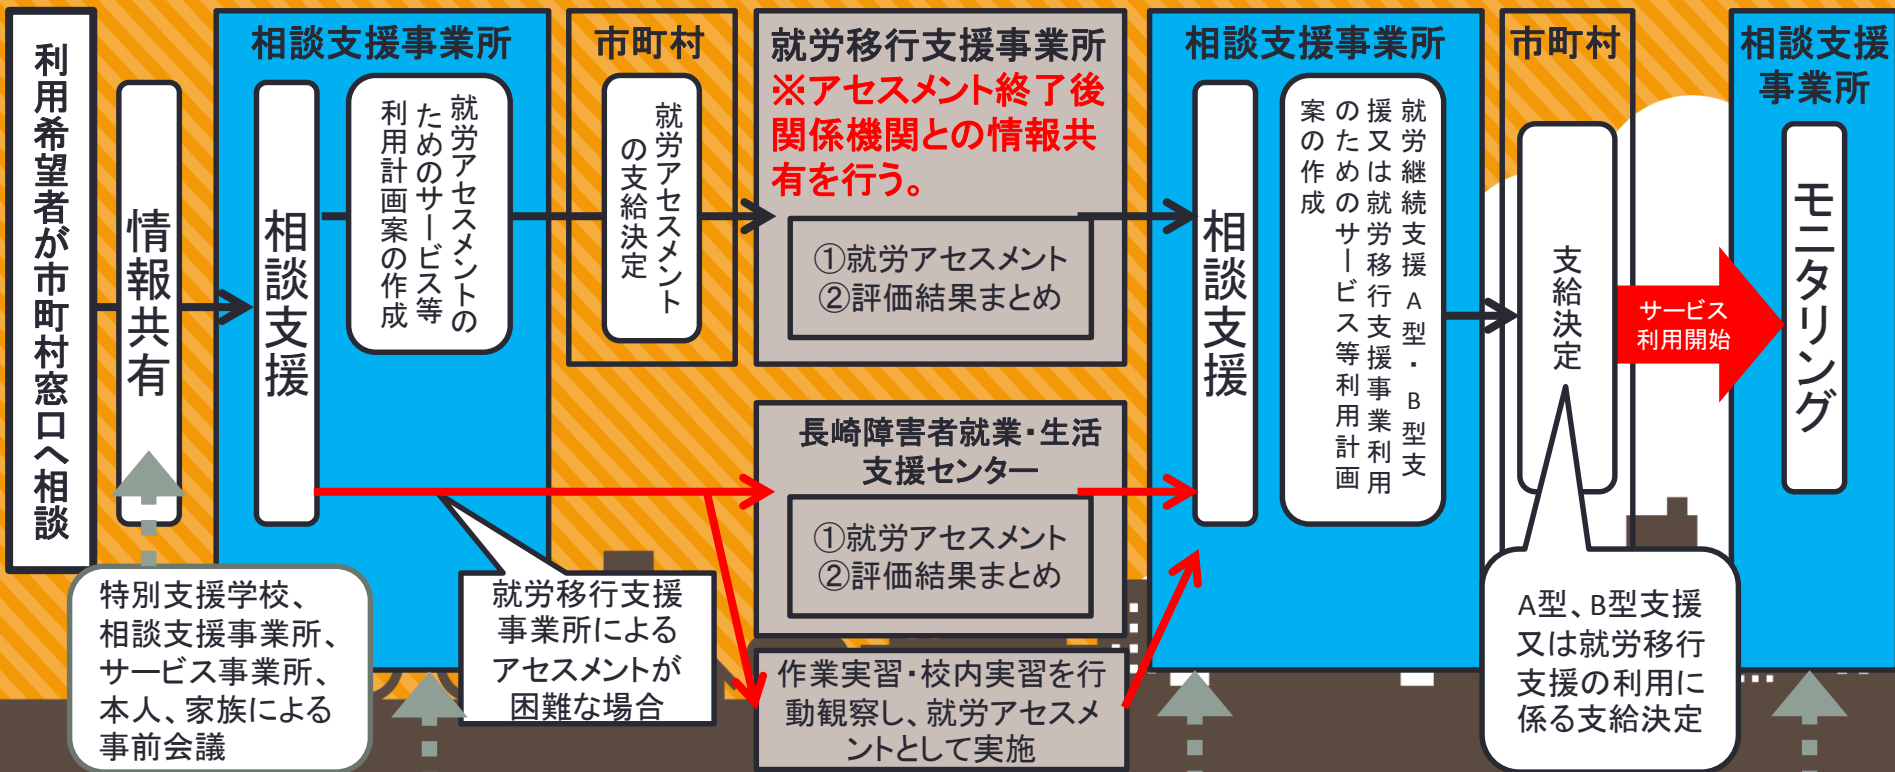 利用希望者が市町村窓口へ相談
情報共有
特別支援学校、
相談支援事業所、
サービス事業所、
本人、家族による
事前会議
相談支援事業所
相談支援
就労アセスメントの
ためのサービス等
利用計画案の作成
市町村
就労アセスメント
の支給決定
就労移行支援
事業所による
アセスメントが
困難な場合
就労移行支援事業所
※アセスメント終了後
関係機関との情報共
有を行う。
①就労アセスメント
②評価結果まとめ
長崎障害者就業・生活
支援センター
①就労アセスメント
②評価結果まとめ
作業実習・校内実習を行
動観察し、就労アセスメ
ントとして実施
相談支援事業所
相談支援
就労継続支援A型・B型支
援又は就労移行支援事業利用
のためのサービス等利用計画
案の作成
市町村
支給決定
A型、B型支援
又は就労移行
支援の利用に
係る支給決定
サービス
利用開始
相談支援
事業所
モニタリング